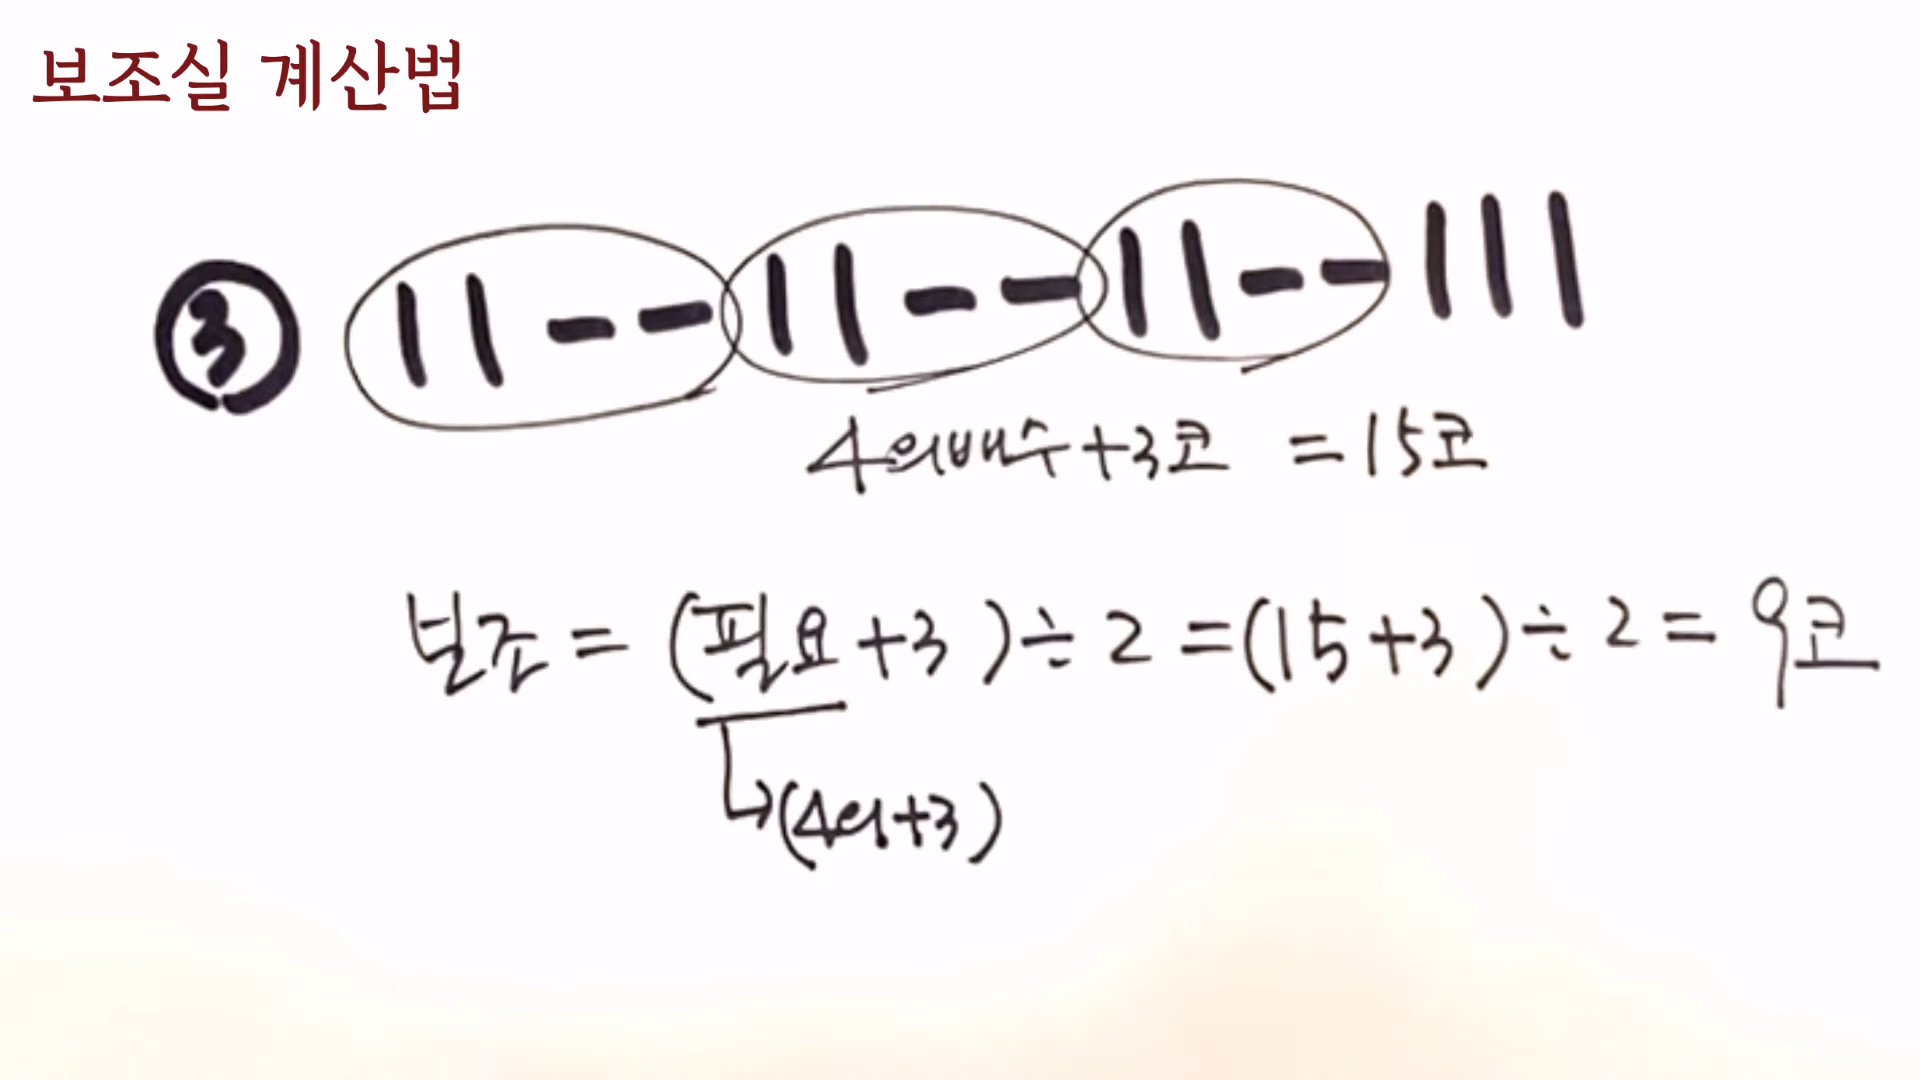 보조실 계산법
③ | | - - | | - - | | - - | | |
4의배수+3코 = 15코
보조 = (필요+3)÷2 = (15+3)÷2 = 9코
↳(4의+3)